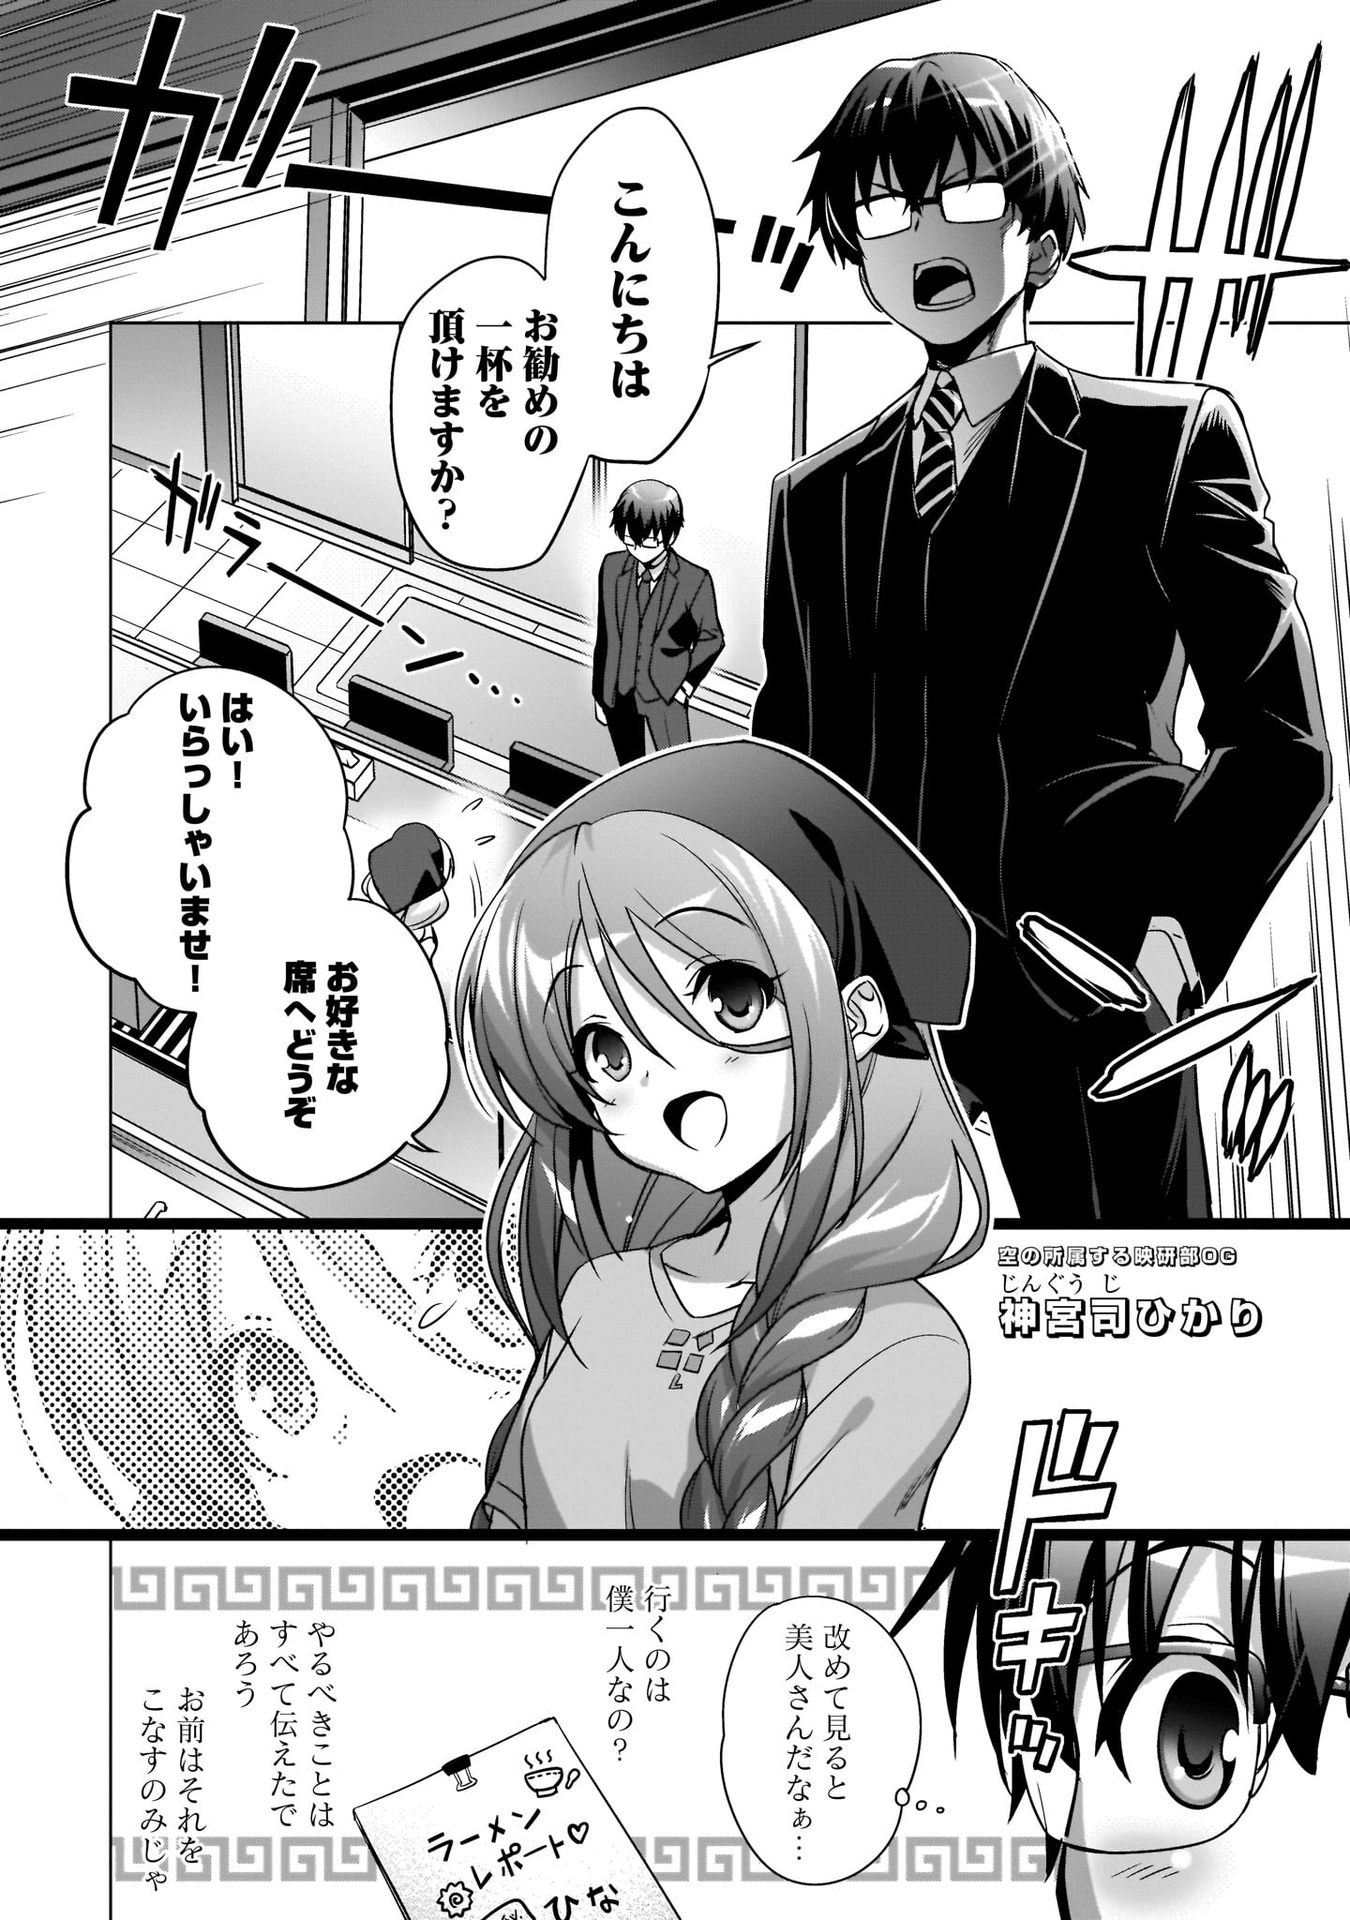 ガーーッ
こんにちは
お勧めの
一杯を
頂けますか?
ガラーーン…
はい!
いらっしゃいませ!
お好きな
席へどうぞ
空の所属する映研部OG
じんぐうじ
神宮司ひかり
ドキッ
改めて見ると
美人さんだなぁ…
行くのは
僕一人なの?
やるべきことは
すべて伝えたで
あろう
お前はそれを
こなすのみじゃ
ラーメン
レポート♡
ひな